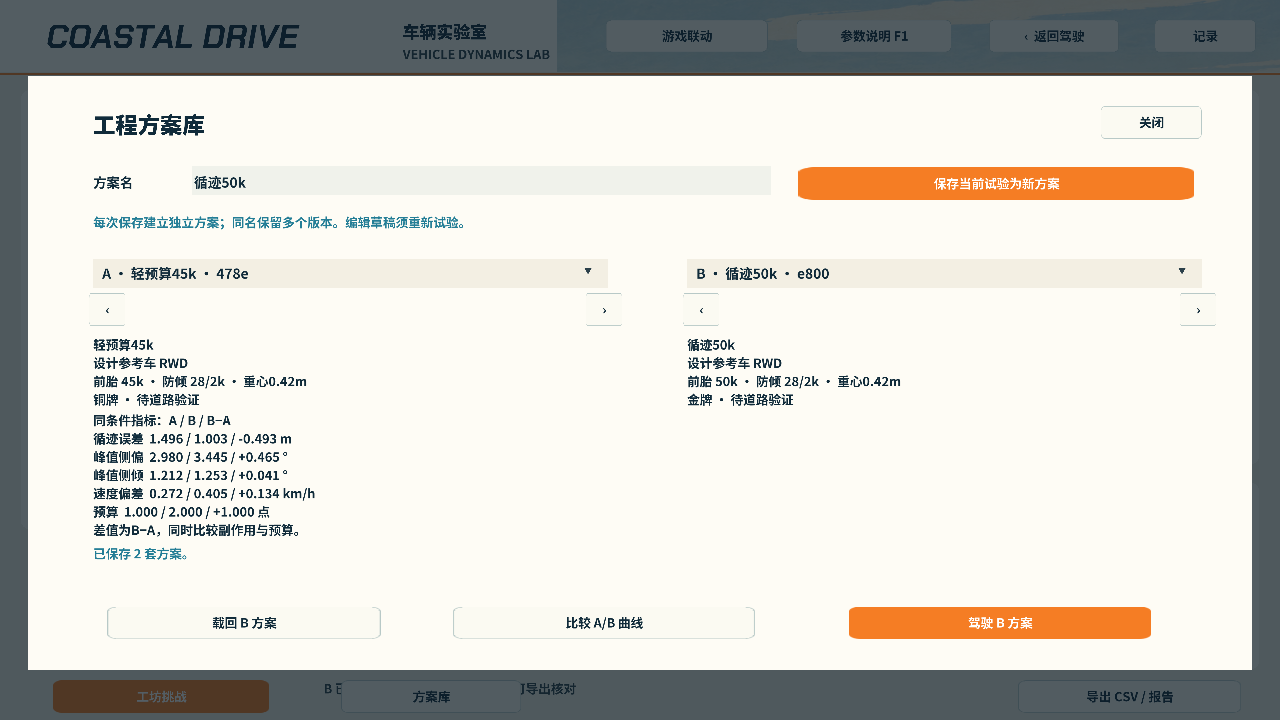 COASTAL DRIVE
车辆实验室
VEHICLE DYNAMICS LAB
游戏联动
参数说明 F1
‹ 返回驾驶
记录
工程方案库
关闭
方案名
循迹50k
保存当前试验为新方案
每次保存建立独立方案；同名保留多个版本。编辑草稿须重新试验。
A · 轻预算45k · 478e
▼
B · 循迹50k · e800
▼
‹
›
‹
›
轻预算45k
设计参考车 RWD
前胎 45k · 防倾 28/2k · 重心0.42m
铜牌 · 待道路验证
同条件指标：A / B / B−A
循迹误差 1.496 / 1.003 / -0.493 m
峰值侧偏 2.980 / 3.445 / +0.465 °
峰值侧倾 1.212 / 1.253 / +0.041 °
速度偏差 0.272 / 0.405 / +0.134 km/h
预算 1.000 / 2.000 / +1.000 点
差值为B−A，同时比较副作用与预算。
已保存 2 套方案。
循迹50k
设计参考车 RWD
前胎 50k · 防倾 28/2k · 重心0.42m
金牌 · 待道路验证
载回 B 方案
比较 A/B 曲线
驾驶 B 方案
工坊挑战
B 已
方案库
可导出核对
导出 CSV / 报告